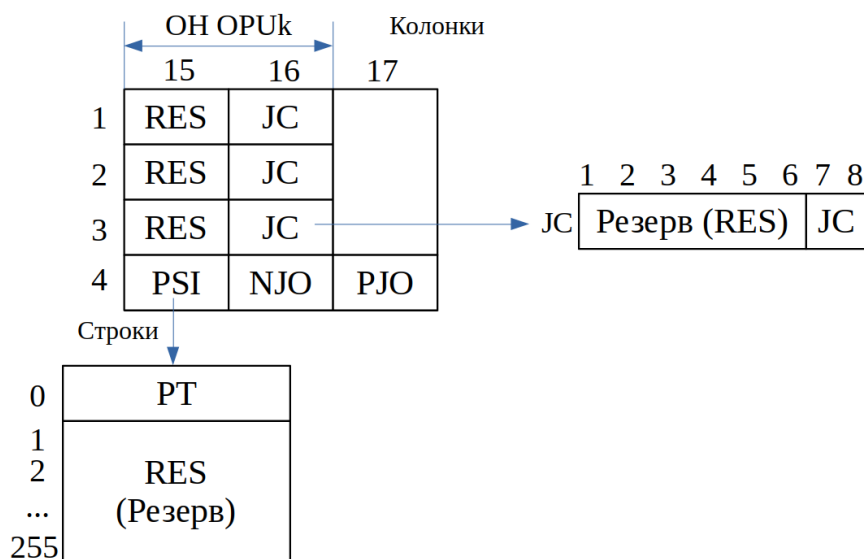 OH OPUk
Колонки
15 16 17
1 RES JC
2 RES JC
3 RES JC
4 PSI NJO PJO
1 2 3 4 5 6 7 8
JC Резерв (RES) JC
Строки
0 PT
1
2 RES
... (Резерв)
255